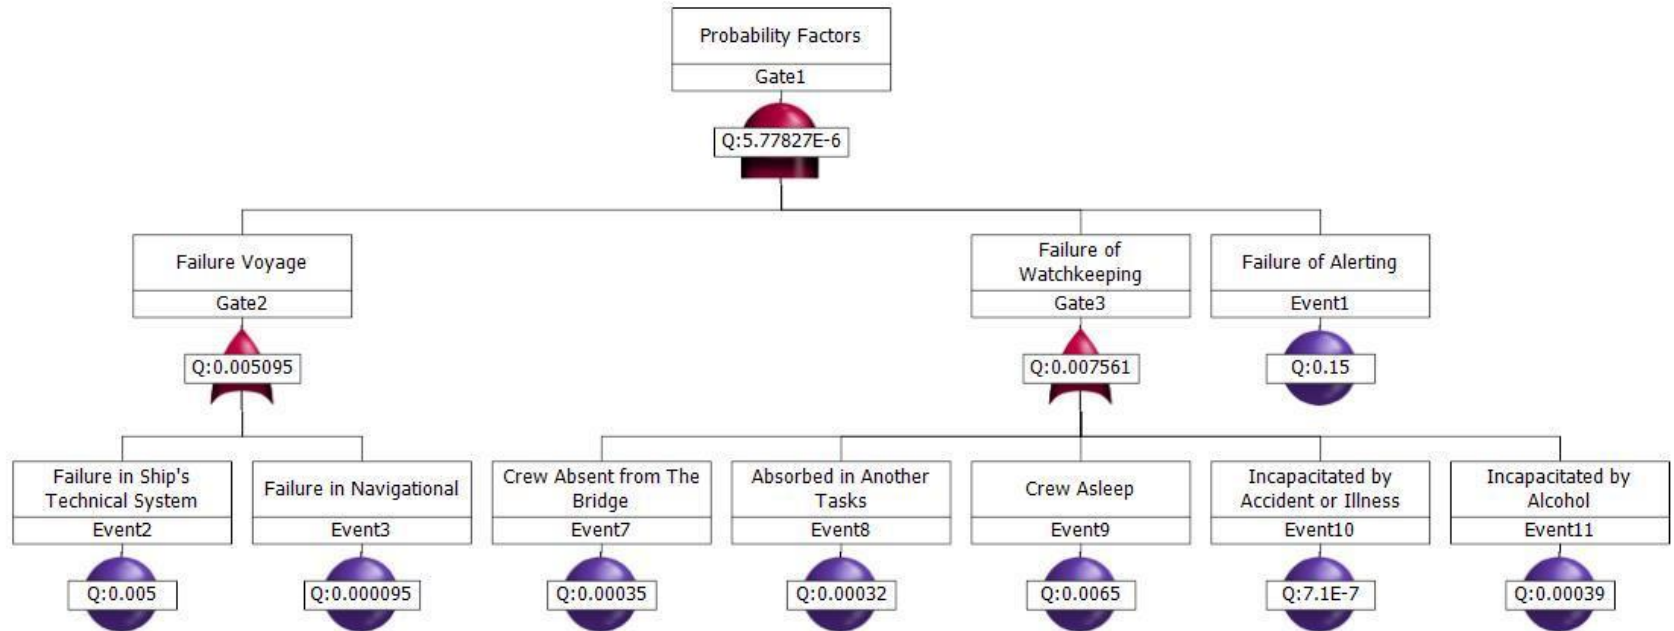 Probability Factors
Gate1
Q:5.77827E-6
Failure Voyage
Gate2
Q:0.005095
Failure of
Watchkeeping
Gate3
Q:0.007561
Failure of Alerting
Event1
Q:0.15
Failure in Ship's
Technical System
Event2
Q:0.005
Failure in Navigational
Event3
Q:0.000095
Crew Absent from The
Bridge
Event7
Q:0.00035
Absorbed in Another
Tasks
Event8
Q:0.00032
Crew Asleep
Event9
Q:0.0065
Incapacitated by
Accident or Illness
Event10
Q:7.1E-7
Incapacitated by
Alcohol
Event11
Q:0.00039